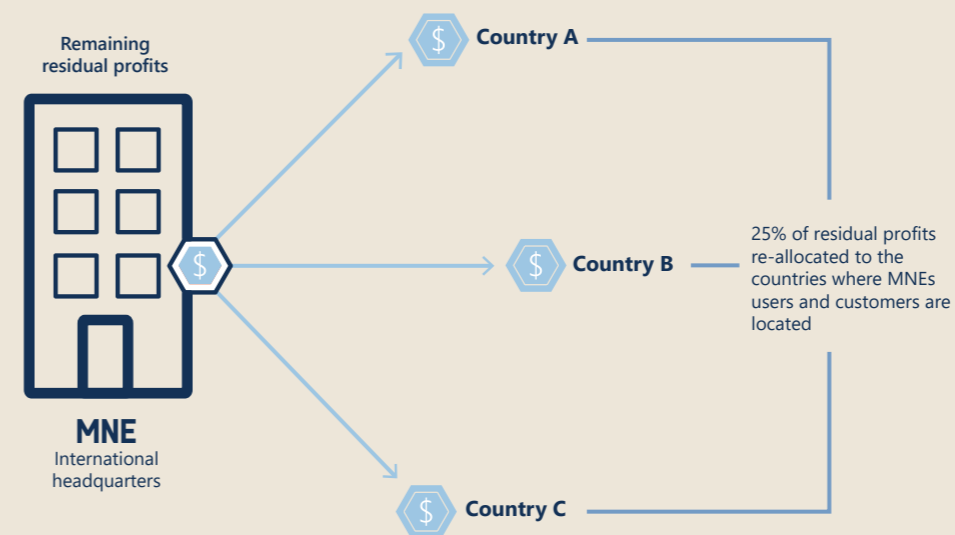 Remaining
residual profits
$
Country A
$
$
Country B
25% of residual profits
re-allocated to the
countries where MNEs
users and customers are
located
MNE
International
headquarters
$
Country C